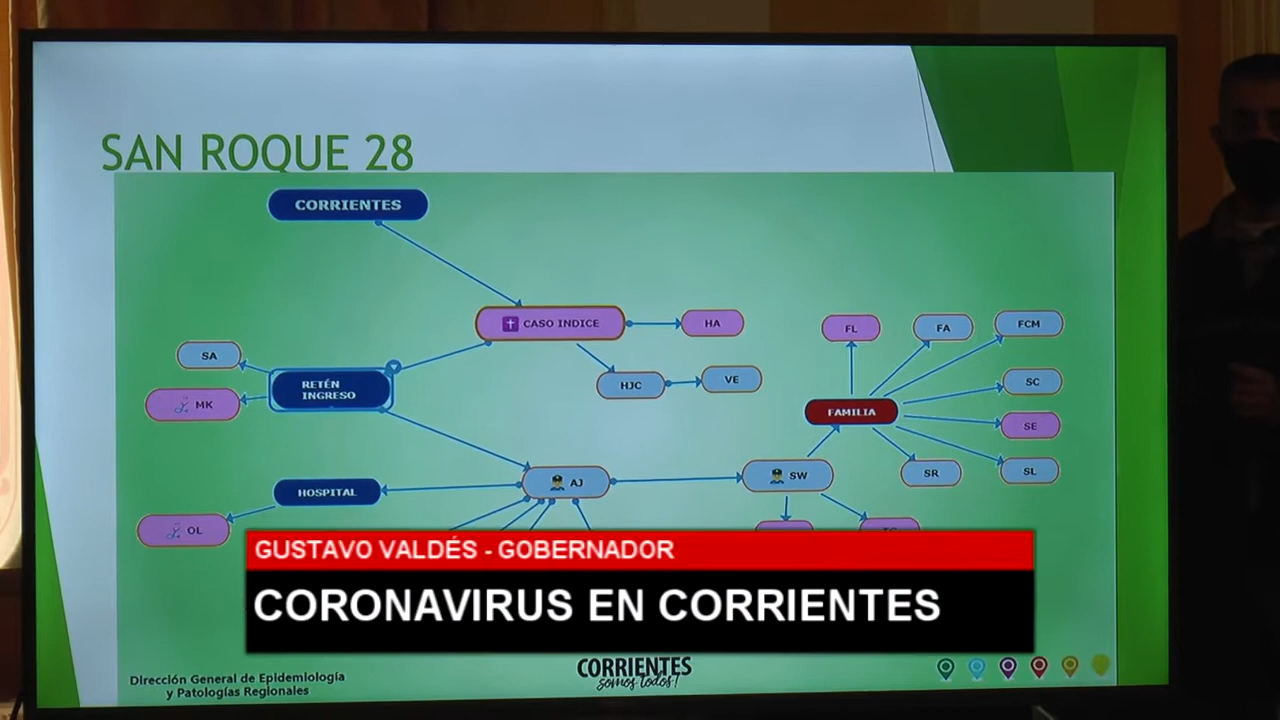 SAN ROQUE 28
CORRIENTES
CASO INDICE
HA
FL
FA
FCM
SA
RETÉN
INGRESO
MK
HJC
VE
SC
FAMILIA
SE
SR
SL
HOSPITAL
AJ
SW
OL
GUSTAVO VALDÉS - GOBERNADOR
CORONAVIRUS EN CORRIENTES
Dirección General de Epidemiología
y Patologías Regionales
CORRIENTES
somos todos!